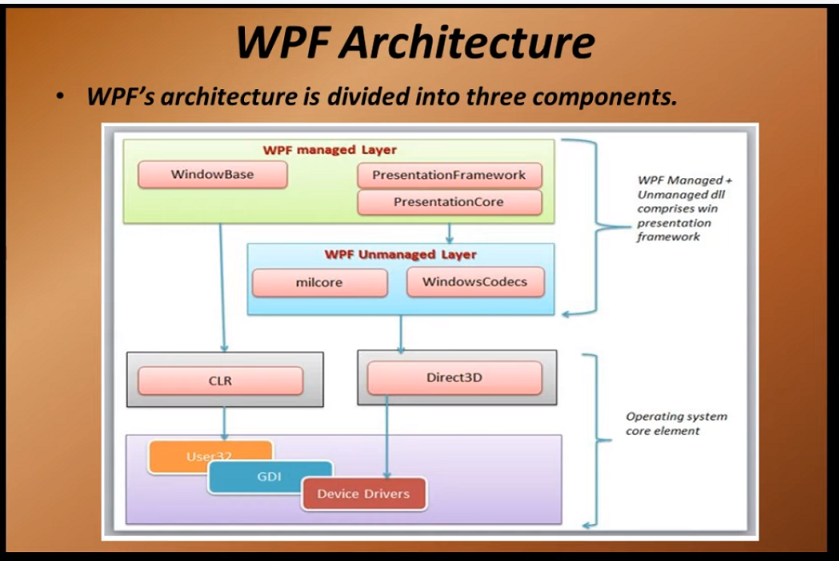 WPF Architecture
• WPF's architecture is divided into three components.
WPF managed Layer
WindowBase
PresentationFramework
PresentationCore
WPF Managed +
Unmanaged dll
comprises win
presentation
framework
WPF Unmanaged Layer
milcore
WindowsCodecs
CLR
Direct3D
Operating system
core element
User32
GDI
Device Drivers